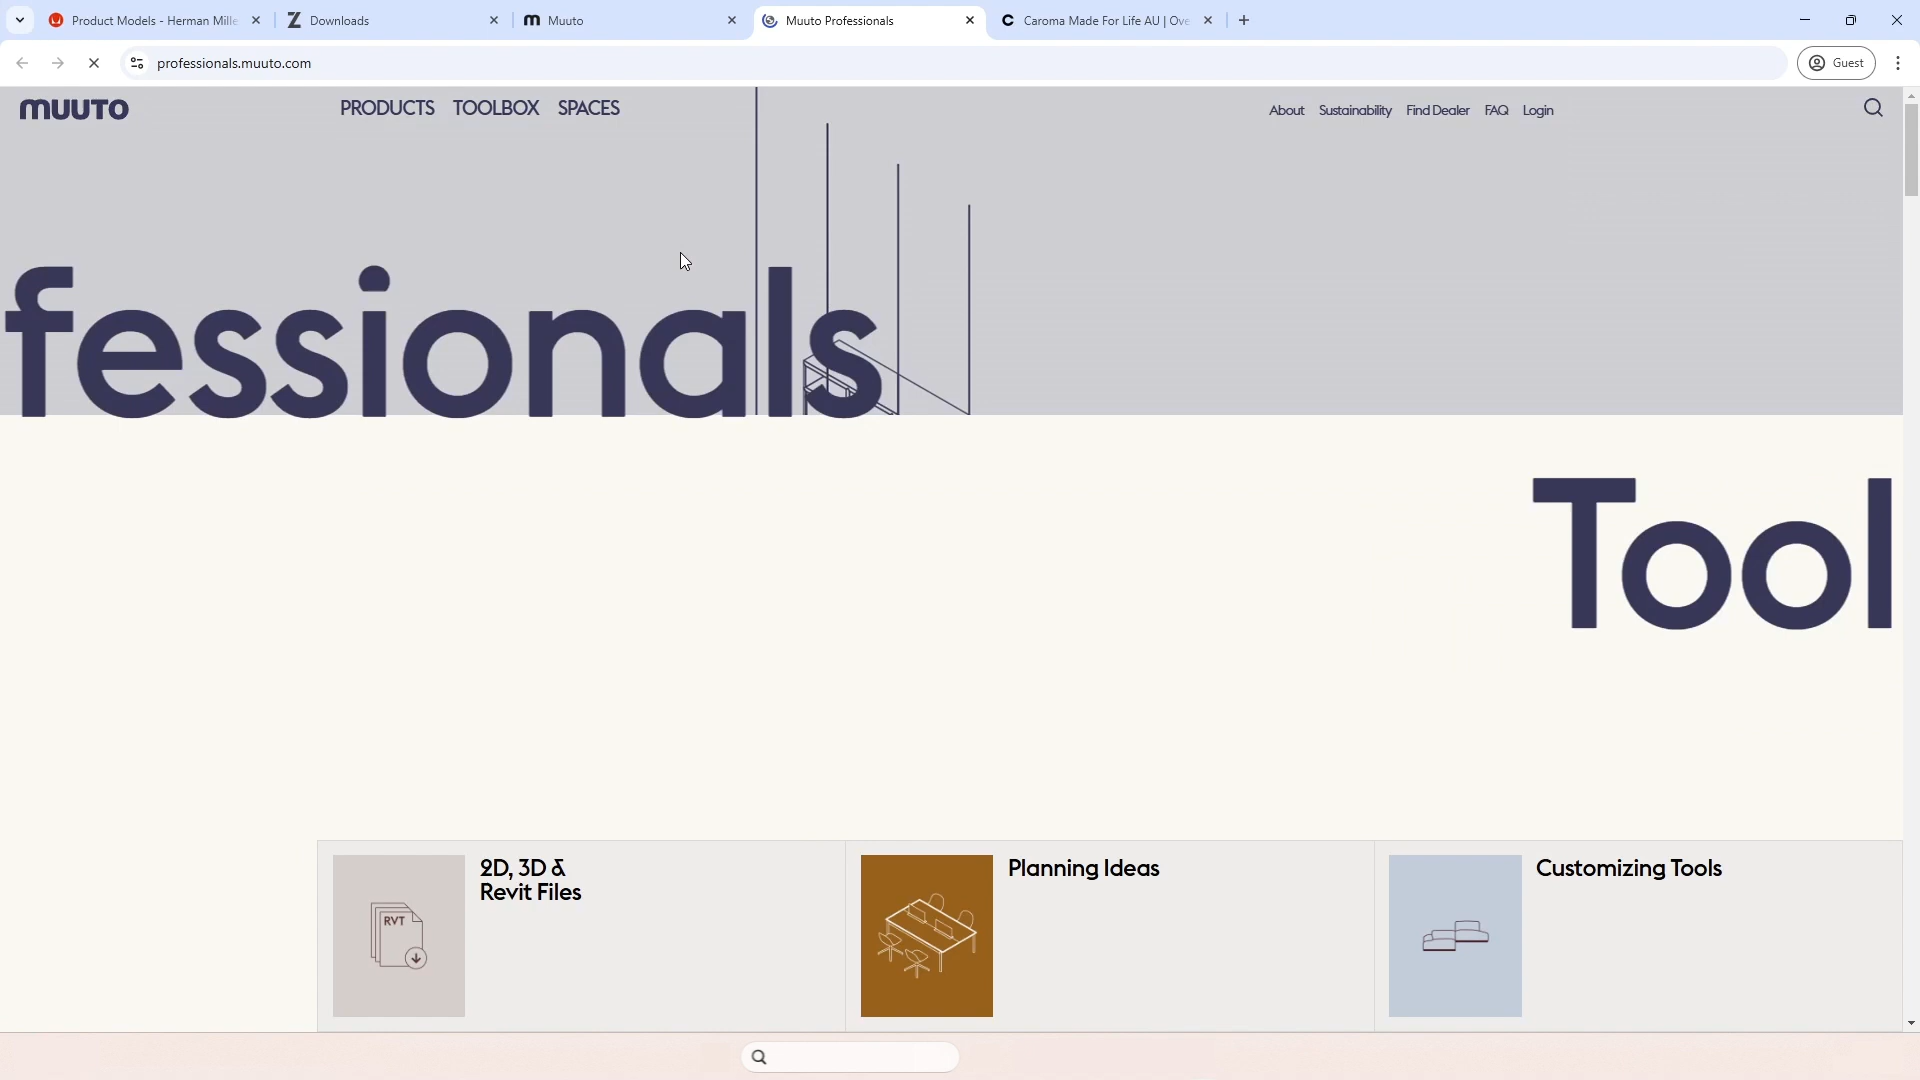 Product Models - Herman Mille
Downloads
Muuto
Muuto Professionals
Caroma Made For Life AU | Ove
professionals.muuto.com
Guest
muuto
PRODUCTS TOOLBOX SPACES
About Sustainability Find Dealer FAQ Login
fessionals
Tool
RVT
2D, 3D &
Revit Files
Planning Ideas
Customizing Tools